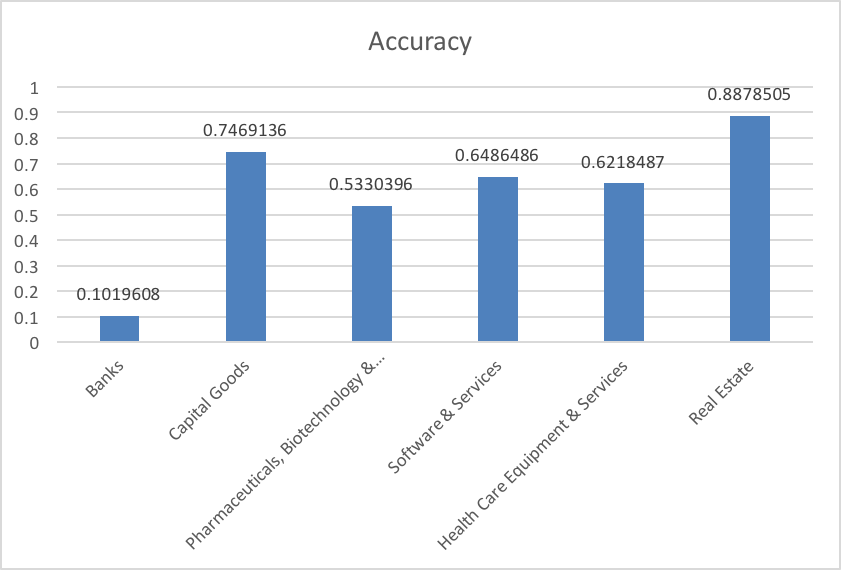 Accuracy
1
0.9
0.8
0.7
0.6
0.5
0.4
0.3
0.2
0.1
0
0.1019608
0.7469136
0.5330396
0.6486486
0.6218487
0.8878505
Banks
Capital Goods
Pharmaceuticals, Biotechnology &...
Software & Services
Health Care Equipment & Services
Real Estate